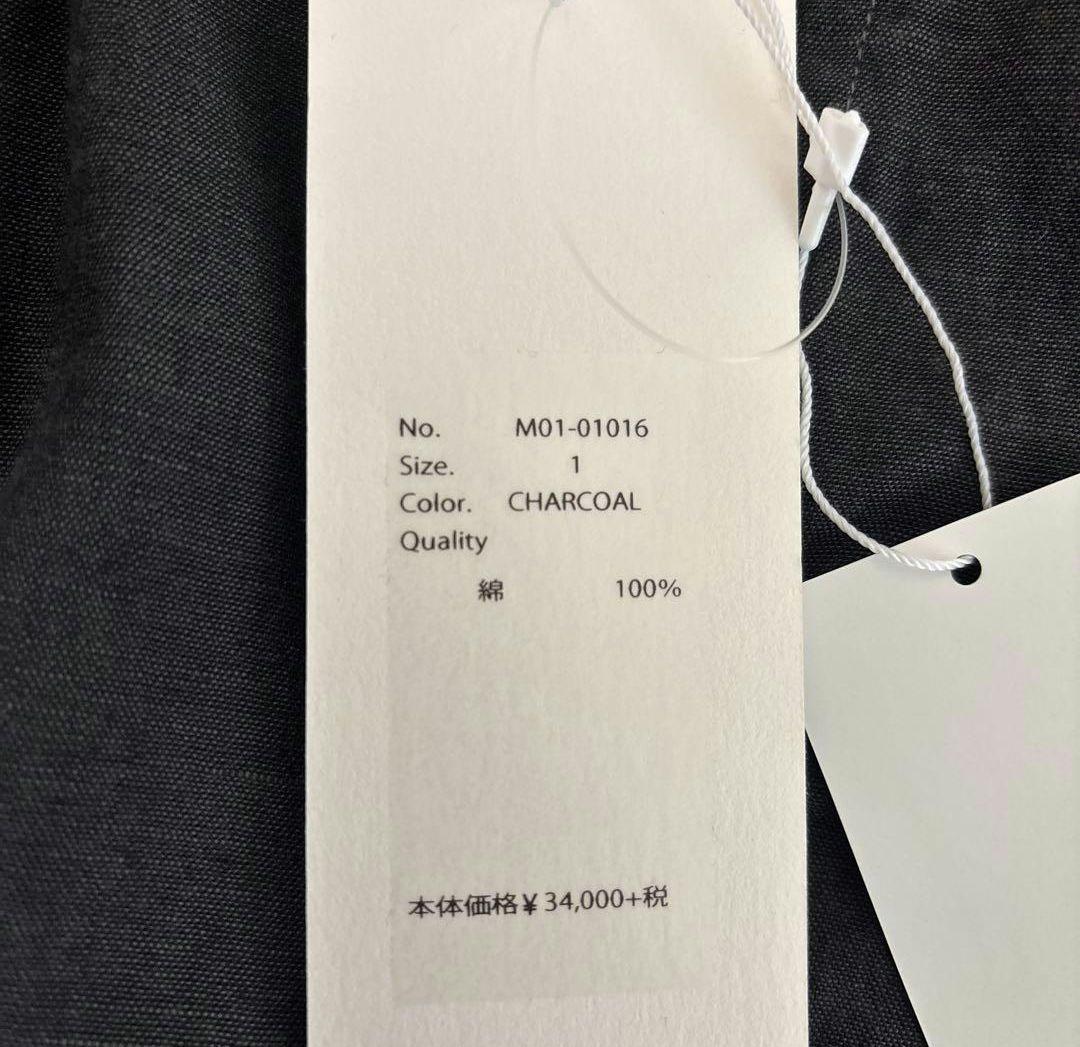 No. M01-01016
Size. 1
Color. CHARCOAL
Quality
綿 100%
本体価格¥34,000+税